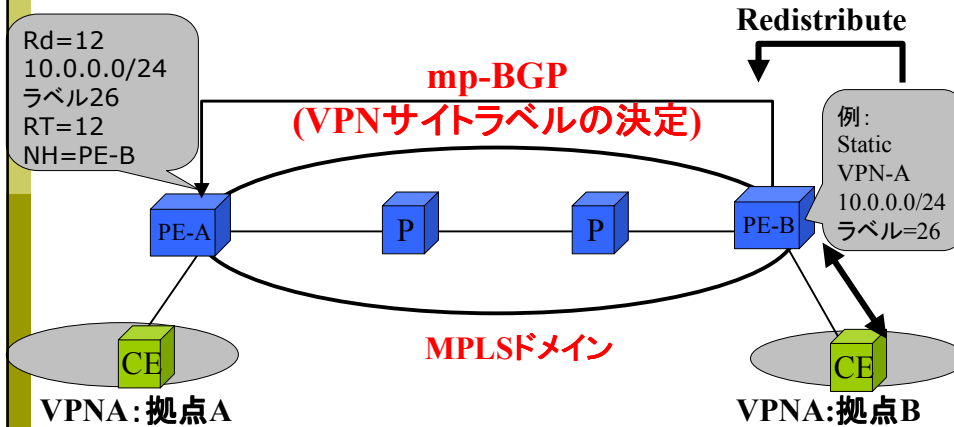 Redistribute
Rd=12
10.0.0.0/24
ラベル26
RT=12
NH=PE-B
mp-BGP
(VPNサイトラベルの決定)
例:
Static
VPN-A
10.0.0.0/24
ラベル=26
PE-A
P
P
PE-B
MPLSドメイン
CE
CE
VPNA:拠点A
VPNA:拠点B